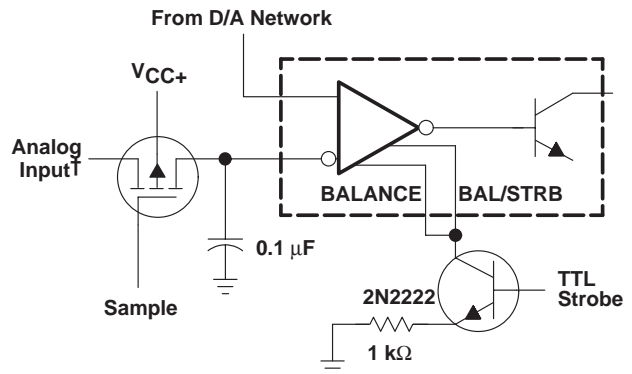 From D/A Network
VCC+
Analog
Input†
BALANCE
BAL/STRB
0.1 μF
Sample
2N2222
TTL
Strobe
1 kΩ